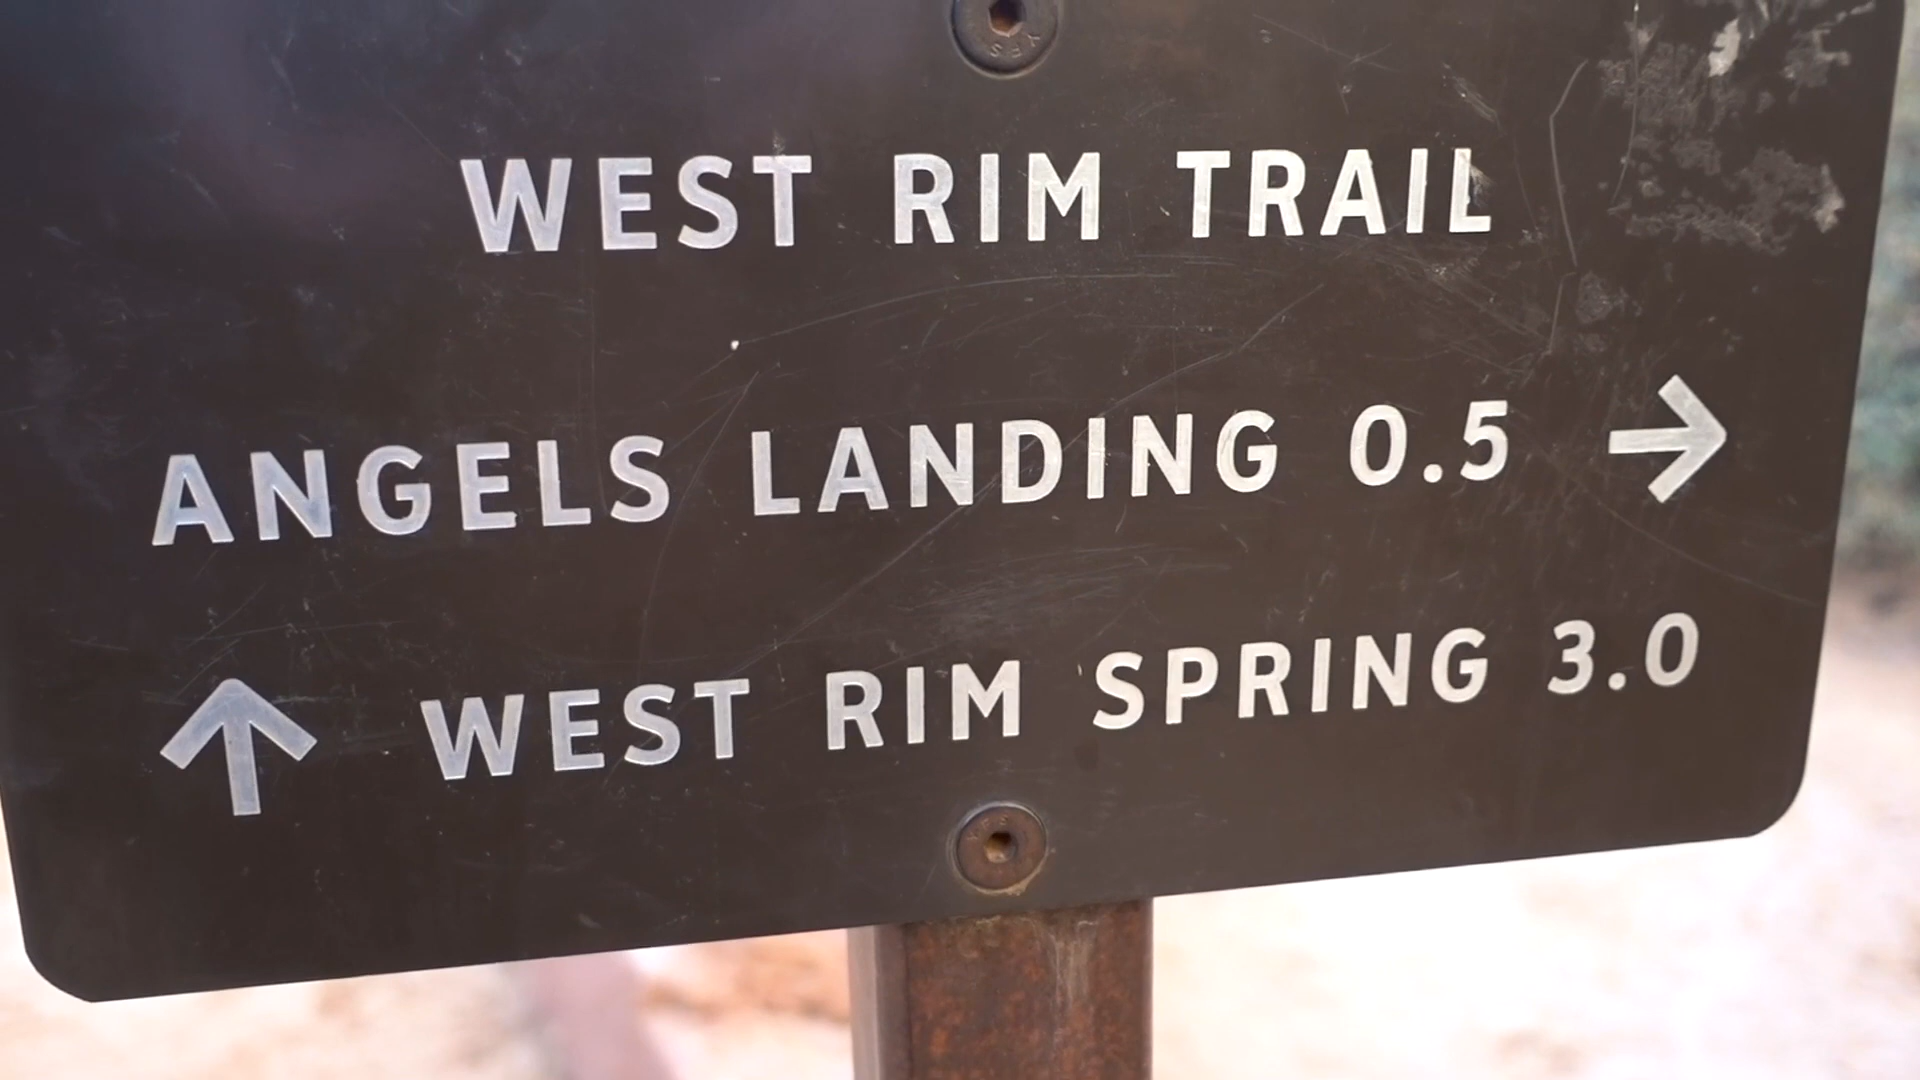 WEST RIM TRAIL
ANGELS LANDING 0.5 →
↑ WEST RIM SPRING 3.0